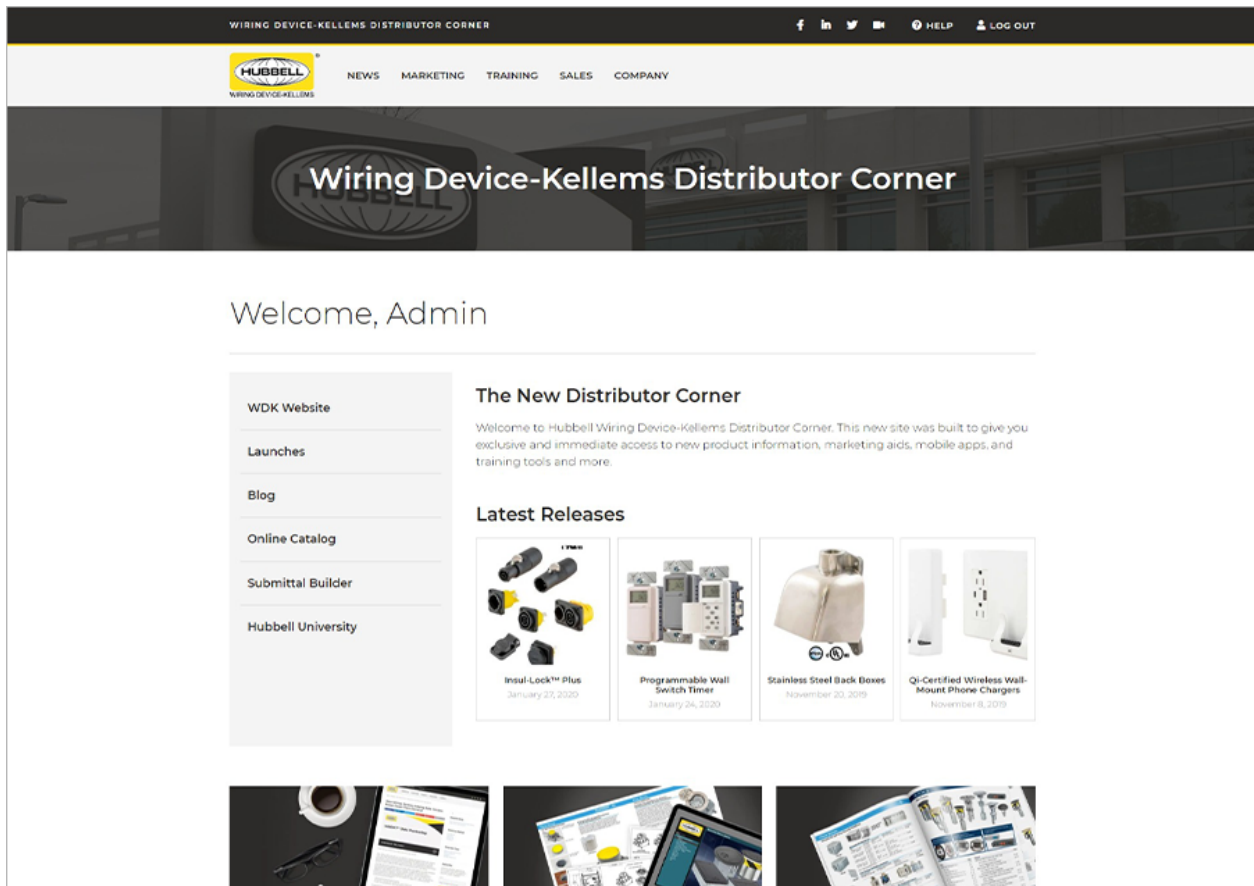 WIRING DEVICE-KELLEMS DISTRIBUTOR CORNER
HELP
LOG OUT
HUBBELL
WIRING DEVICE-KELLEMS
NEWS
MARKETING
TRAINING
SALES
COMPANY
HUBBELL
Wiring Device-Kellems Distributor Corner
Welcome, Admin
WDK Website
Launches
Blog
Online Catalog
Submittal Builder
Hubbell University
The New Distributor Corner
Welcome to Hubbell Wiring Device-Kellems Distributor Corner. This new site was built to give you
exclusive and immediate access to new product information, marketing aids, mobile apps, and
training tools and more.
Latest Releases
Insul-Lock™ Plus
January 27, 2020
Programmable Wall
Switch Timer
January 24, 2020
Stainless Steel Back Boxes
November 20, 2019
Qi-Certified Wireless Wall-
Mount Phone Chargers
November 8, 2019